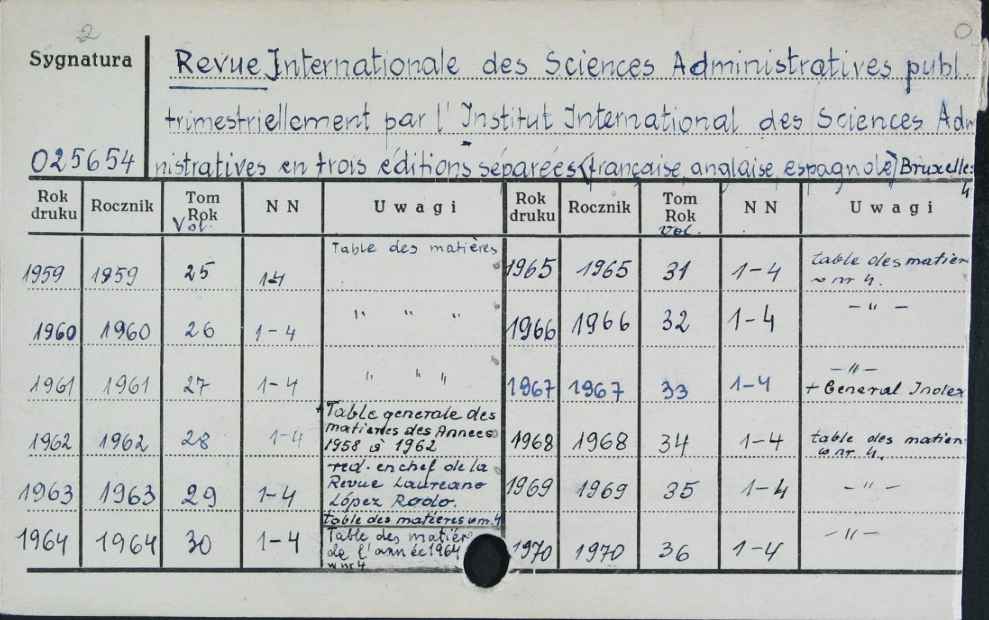 2
O
Sygnatura
Revue Internationale des Sciences Administratives publ.
trimestriellement par l'Institut International des Sciences Adm
025654
nistratives en trois éditions séparées (française, anglaise espagnole) Bruxelles
4
Rok druku Rocznik Tom Rok Vol. N N Uwagi Rok druku Rocznik Tom Rok Vol. N N Uwagi
1959 1959 25 1-4 Table des matières 1965 1965 31 1-4 table des matièr
w nr 4.
1960 1960 26 1-4 " " " 1966 1966 32 1-4 - " -
1961 1961 27 1-4 " " " 1967 1967 33 1-4 - " -
+ General Index
1962 1962 28 1-4 + Table generale des
matieres des Annees
1958 à 1962 1968 1968 34 1-4 table des matièr
w nr. 4.
1963 1963 29 1-4 red. en chef de la
Revue Laureano
López Rodo.
table des matières w nr. 4 1969 1969 35 1-4 - " -
1964 1964 30 1-4 Table des matièr
de l'année 1964
w nr 4 1970 1970 36 1-4 - " -